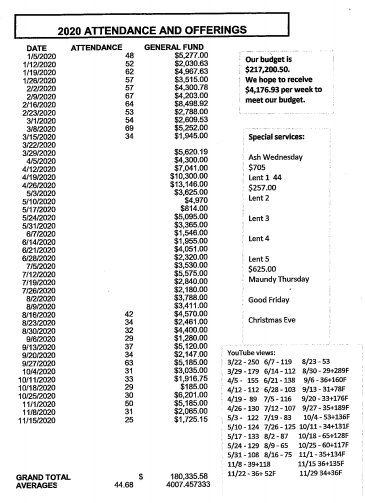 2020 ATTENDANCE AND OFFERINGS
DATE ATTENDANCE GENERAL FUND
1/5/2020 48 $5,277.00
1/12/2020 52 $2,030.63
1/19/2020 62 $4,967.63
1/26/2020 57 $3,515.00
2/2/2020 57 $4,300.78
2/9/2020 67 $4,203.00
2/16/2020 64 $8,498.92
2/23/2020 53 $2,788.00
3/1/2020 54 $2,609.53
3/8/2020 69 $5,252.00
3/15/2020 34 $1,945.00
3/22/2020
3/29/2020 $5,620.19
4/5/2020 $4,300.00
4/12/2020 $7,041.00
4/19/2020 $10,300.00
4/26/2020 $13,146.00
5/3/2020 $3,625.00
5/10/2020 $4,970
5/17/2020 $814.00
5/24/2020 $5,095.00
5/31/2020 $3,365.00
6/7/2020 $1,546.00
6/14/2020 $1,955.00
6/21/2020 $4,051.00
6/28/2020 $2,320.00
7/5/2020 $3,530.00
7/12/2020 $5,575.00
7/19/2020 $2,840.00
7/26/2020 $2,180.00
8/2/2020 $3,788.00
8/9/2020 $3,411.00
8/16/2020 42 $4,570.00
8/23/2020 34 $2,461.00
8/30/2020 32 $4,400.00
9/6/2020 29 $1,280.00
9/13/2020 37 $5,120.00
9/20/2020 34 $2,147.00
9/27/2020 63 $5,185.00
10/4/2020 31 $3,035.00
10/11/2020 33 $1,916.75
10/18/2020 29 $185.00
10/25/2020 30 $6,201.00
11/1/2020 50 $5,185.00
11/8/2020 31 $2,065.00
11/15/2020 25 $1,725.15
GRAND TOTAL $ 180,335.58
AVERAGES 44.68 4007.457333
Our budget is
$217,200.50.
We hope to receive
$4,176.93 per week to
meet our budget.
Special services:
Ash Wednesday
$705
Lent 1 44
$257.00
Lent 2
Lent 3
Lent 4
Lent 5
$625.00
Maundy Thursday
Good Friday
Christmas Eve
YouTube views:
3/22 - 250 6/7 - 119 8/23 - 53
3/29 - 179 6/14 - 112 8/30 - 29+289F
4/5 - 155 6/21 - 138 9/6 - 36+160F
4/12 - 112 6/28 - 103 9/13 - 31+78F
4/19 - 89 7/5 - 116 9/20 - 33+176F
4/26 - 130 7/12 - 107 9/27 - 35+189F
5/3 - 122 7/19 - 83 10/4 - 53+136F
5/10 - 124 7/26 - 125 10/11 - 34+131F
5/17 - 133 8/2 - 87 10/18 - 65+128F
5/24 - 129 8/9 - 65 10/25 - 60+117F
5/31 - 108 8/16 - 75 11/1 - 35+134F
11/8 - 39+118 11/15 36+135F
11/22 - 36+ 52F 11/29 34+36F